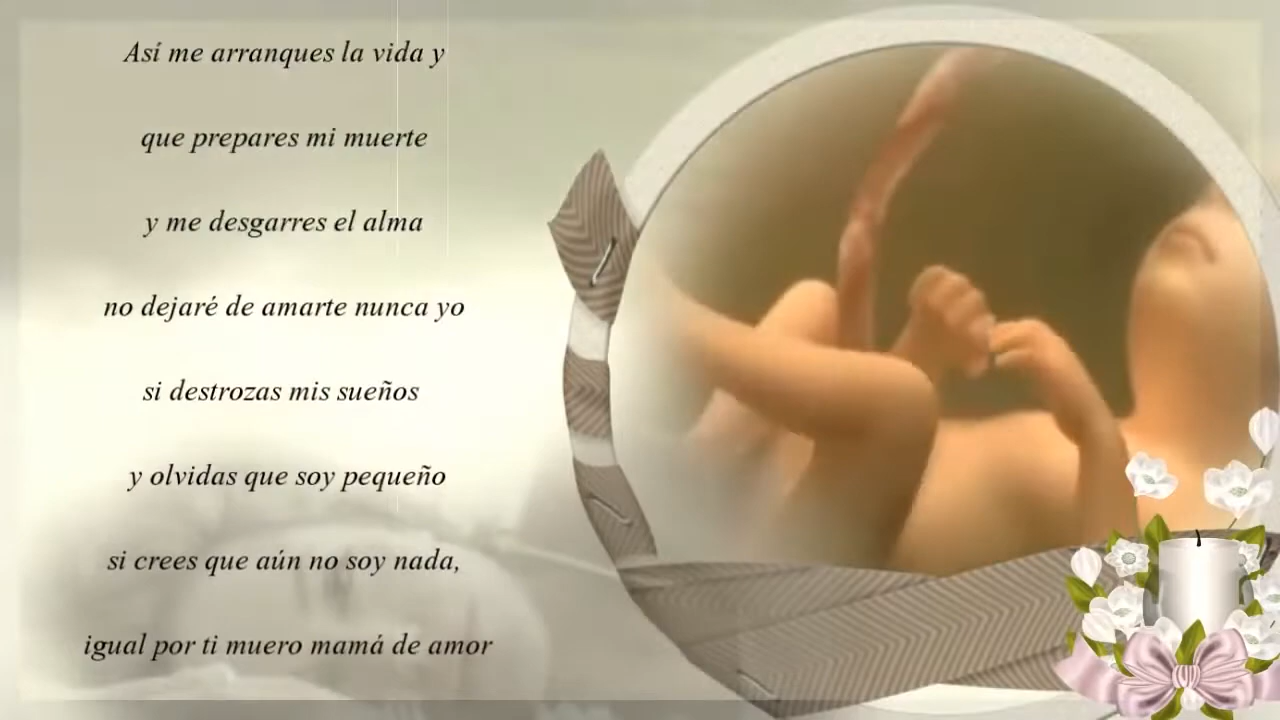 Así me arranques la vida y
que prepares mi muerte
y me desgarres el alma
no dejaré de amarte nunca yo
si destrozas mis sueños
y olvidas que soy pequeño
si crees que aún no soy nada,
igual por ti muero mamá de amor